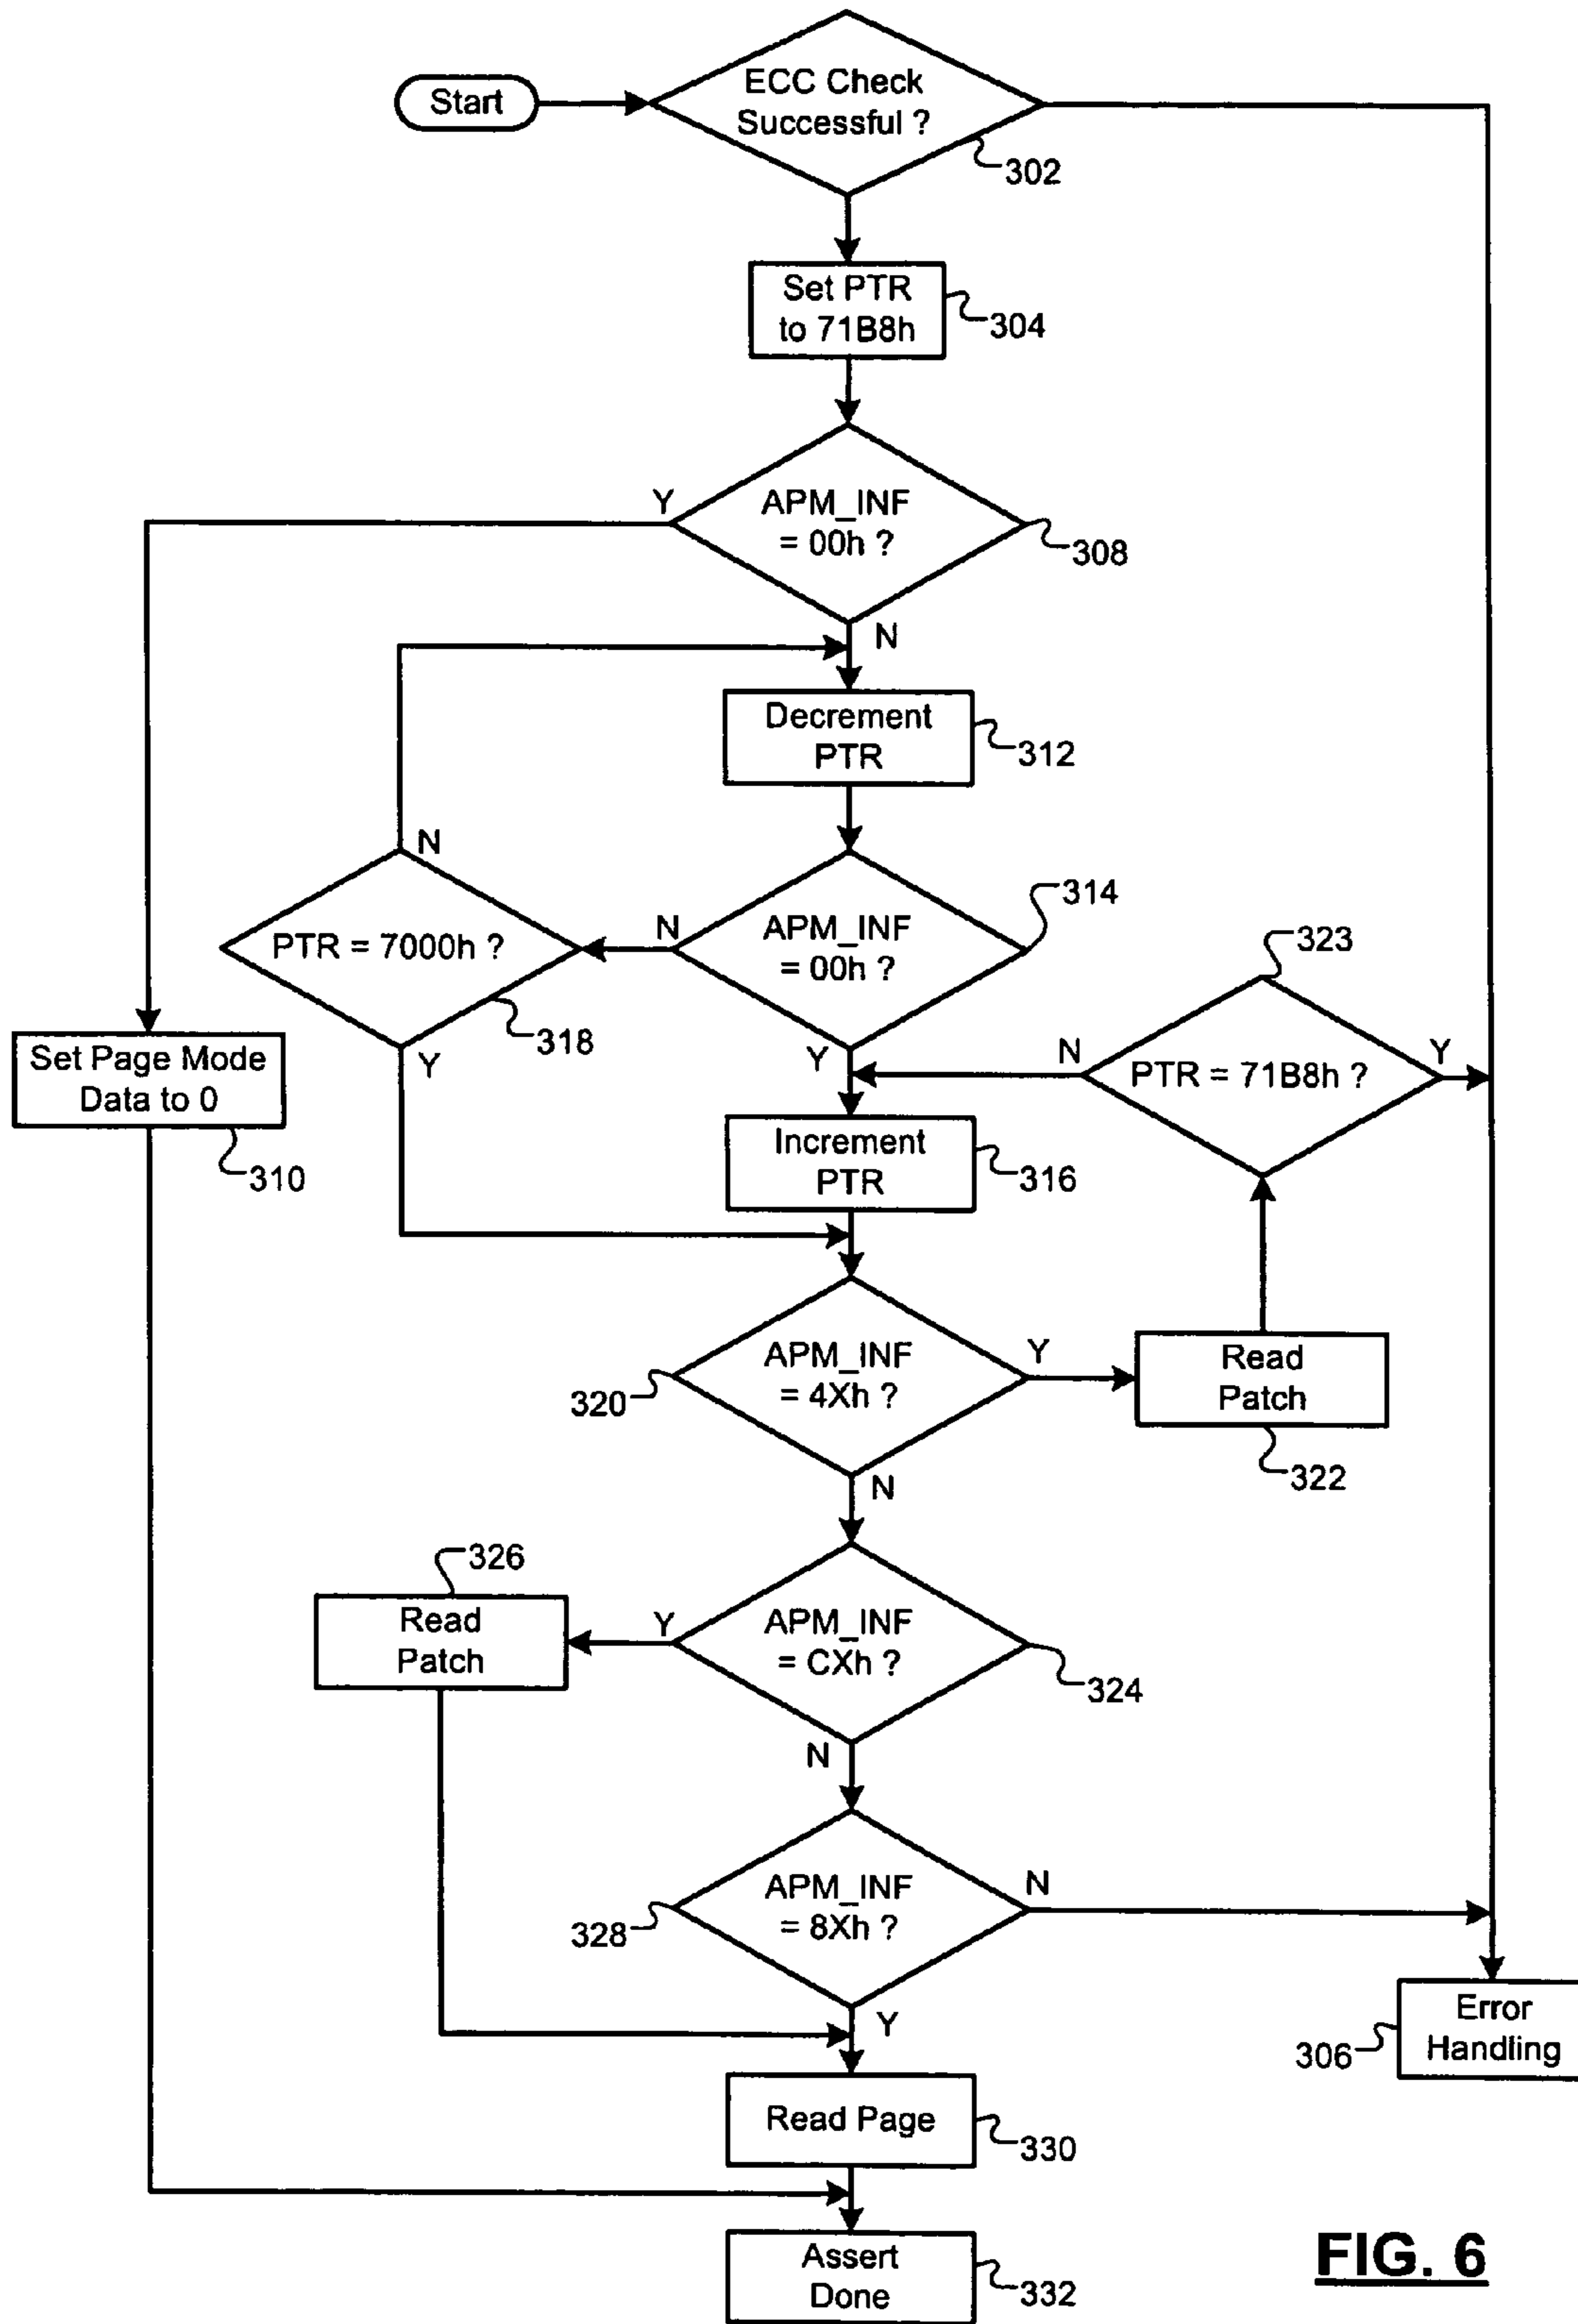 Start
ECC Check
Successful ?
302
Set PTR
to 71B8h
304
APM_INF
= 00h ?
Y
308
N
Decrement
PTR
312
N
PTR = 7000h ?
318
Y
N
APM_INF
= 00h ?
314
Y
323
N
PTR = 71B8h ?
Y
Set Page Mode
Data to 0
310
Increment
PTR
316
APM_INF
= 4Xh ?
320
Y
Read
Patch
322
N
326
Read
Patch
Y
APM_INF
= CXh ?
324
N
APM_INF
= 8Xh ?
N
328
Y
Error
Handling
306
Read Page
330
Assert
Done
332
FIG. 6